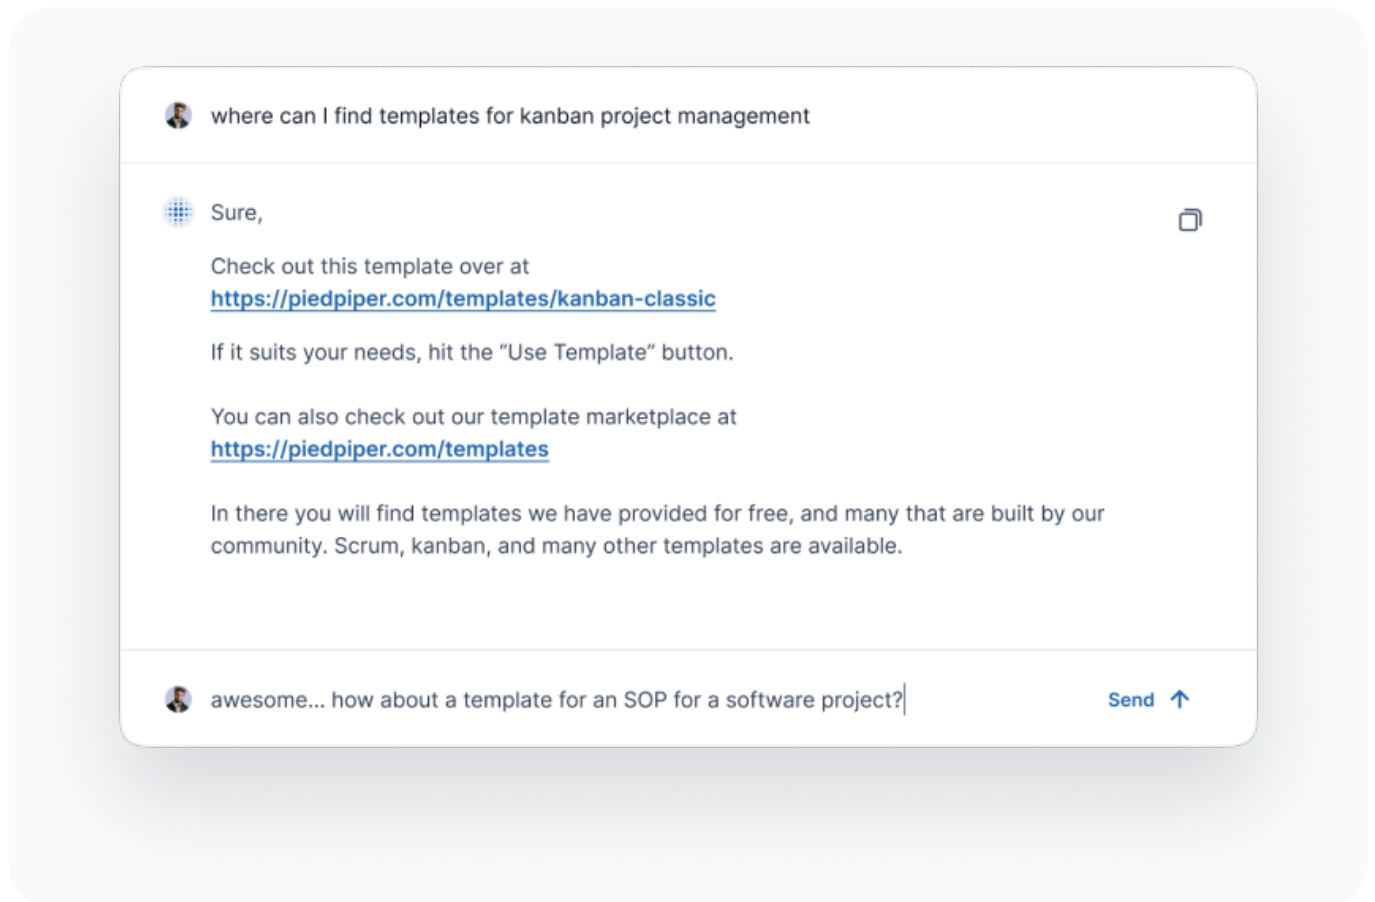 where can I find templates for kanban project management
Sure,
Check out this template over at
https://piedpiper.com/templates/kanban-classic
If it suits your needs, hit the “Use Template” button.
You can also check out our template marketplace at
https://piedpiper.com/templates
In there you will find templates we have provided for free, and many that are built by our
community. Scrum, kanban, and many other templates are available.
awesome... how about a template for an SOP for a software project?
Send